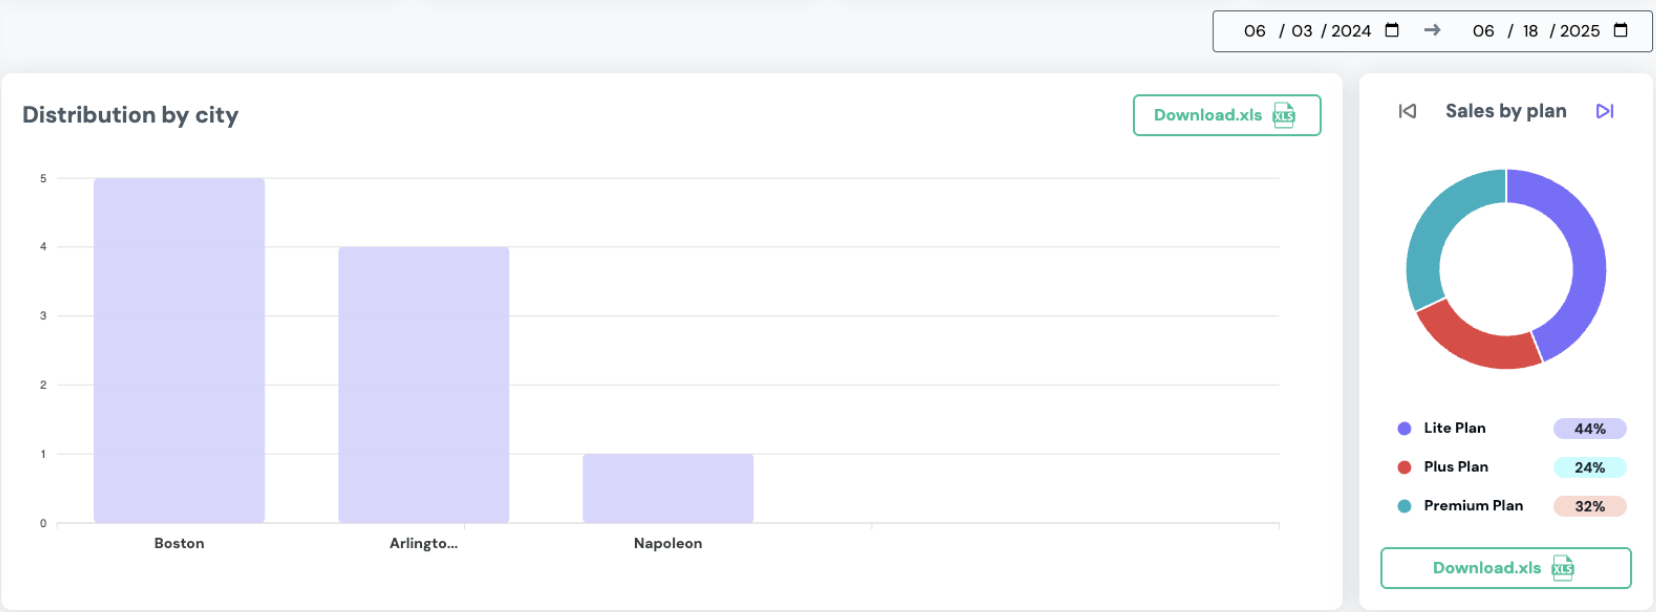 06 / 03 / 2024 → 06 / 18 / 2025
Distribution by city
Download.xls XLS
5
4
3
2
1
0
Boston
Arlingto...
Napoleon
Sales by plan
Lite Plan 44%
Plus Plan 24%
Premium Plan 32%
Download.xls XLS